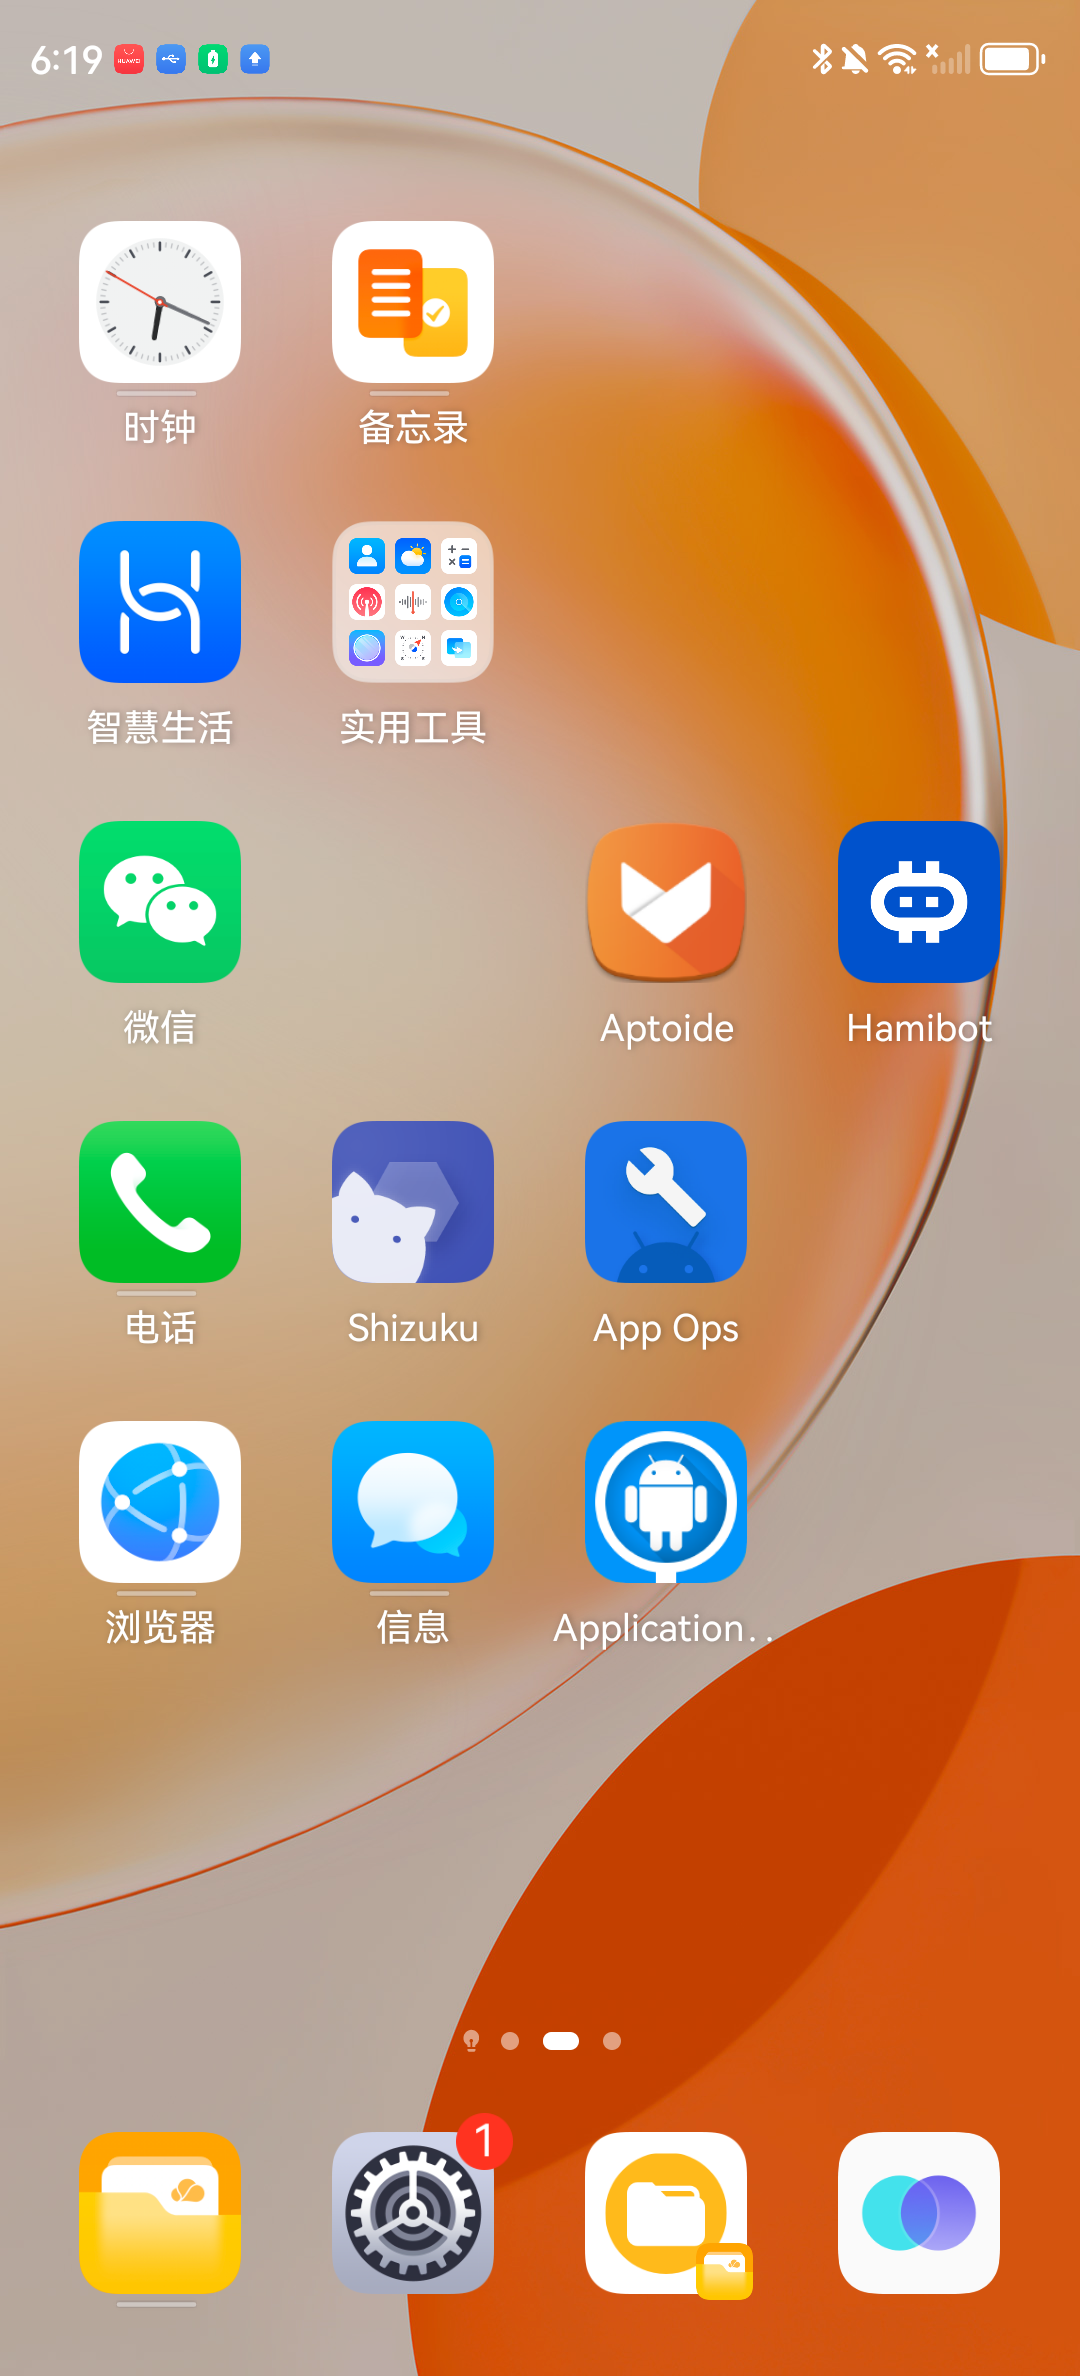 6:19
HUAWEI
时钟
备忘录
智慧生活
实用工具
微信
Aptoide
Hamibot
电话
Shizuku
App Ops
浏览器
信息
Application..
1